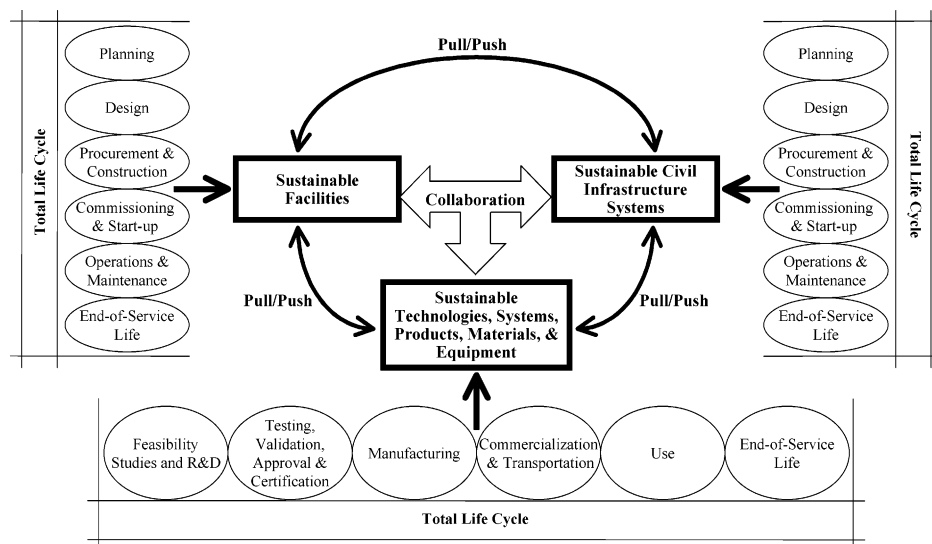 Pull/Push
Total Life Cycle
Planning
Design
Procurement &
Construction
Commissioning
& Start-up
Operations &
Maintenance
End-of-Service
Life
Sustainable
Facilities
Collaboration
Sustainable Civil
Infrastructure
Systems
Planning
Design
Procurement &
Construction
Commissioning
& Start-up
Operations &
Maintenance
End-of-Service
Life
Total Life Cycle
Pull/Push
Sustainable
Technologies, Systems,
Products, Materials, &
Equipment
Pull/Push
Feasibility
Studies and R&D
Testing,
Validation,
Approval &
Certification
Manufacturing
Commercialization
& Transportation
Use
End-of-Service
Life
Total Life Cycle